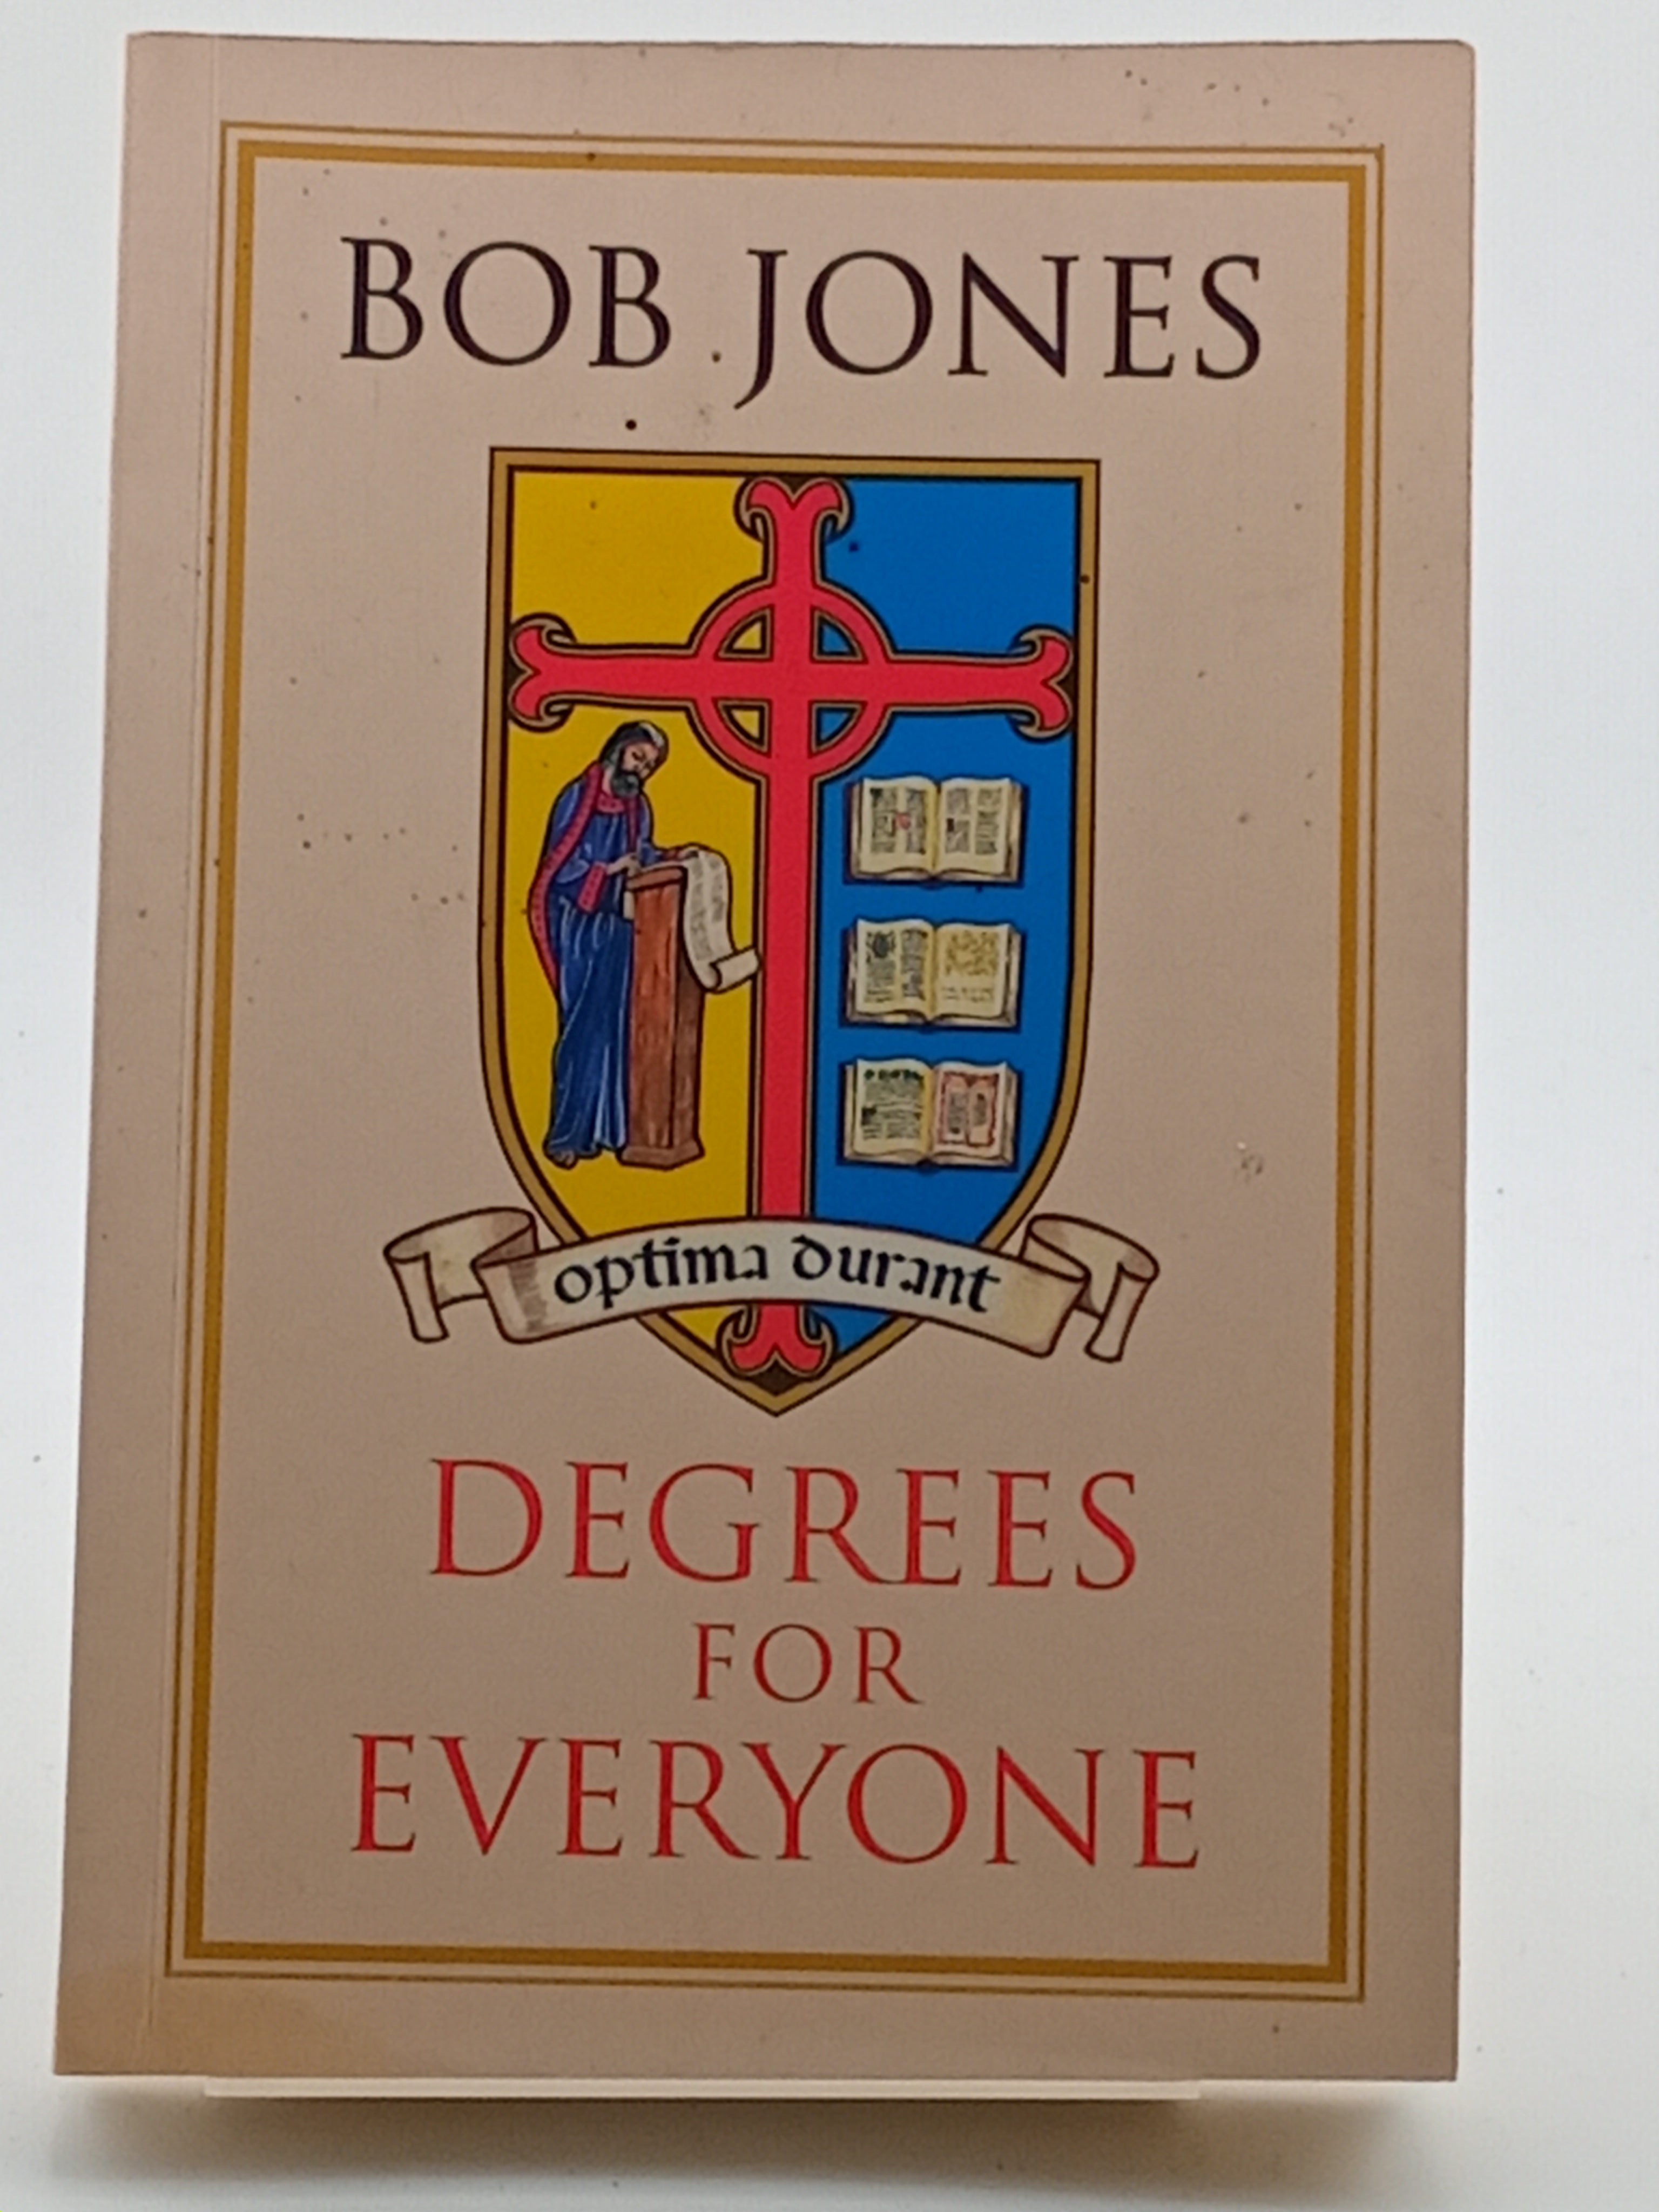 BOB JONES
optima durant
DEGREES
FOR
EVERYONE